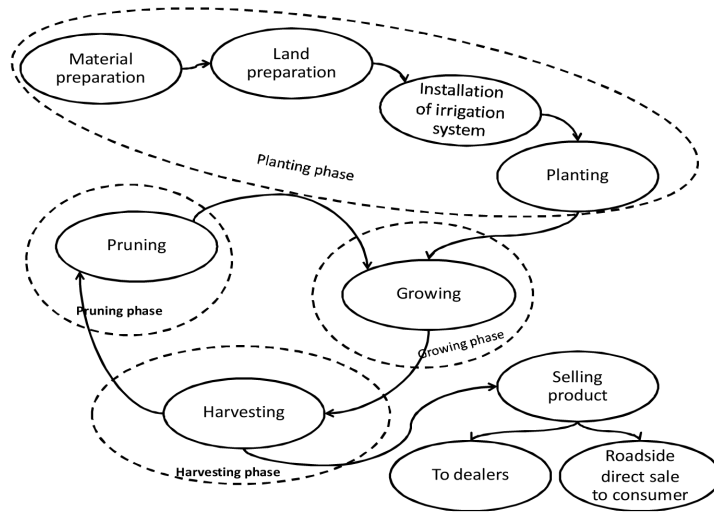 Material
preparation
Land
preparation
Installation
of irrigation
system
Planting
Planting phase
Pruning
Pruning phase
Growing
Growing phase
Harvesting
Harvesting phase
Selling
product
To dealers
Roadside
direct sale
to consumer